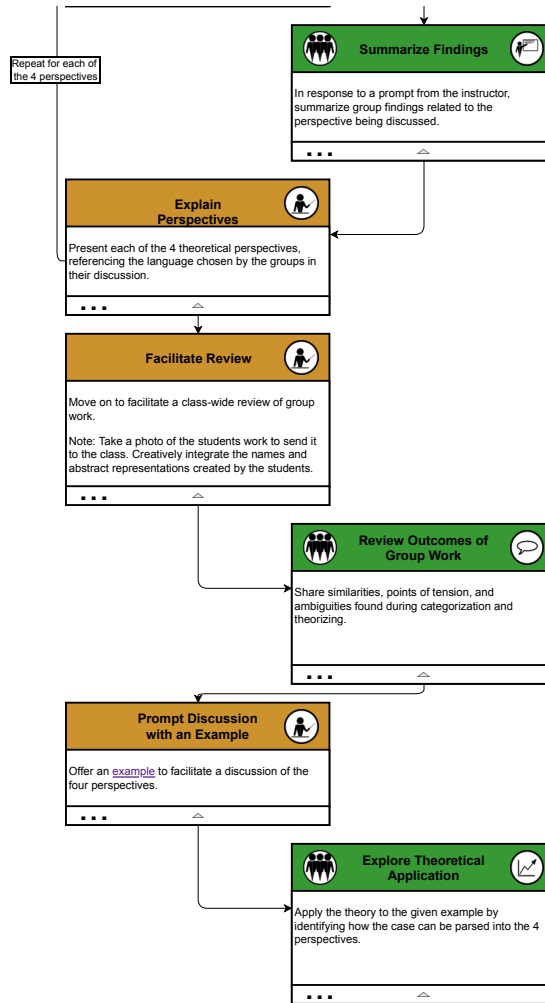 Summarize Findings
Repeat for each of
the 4 perspectives
In response to a prompt from the instructor,
summarize group findings related to the
perspective being discussed.
Explain
Perspectives
Present each of the 4 theoretical perspectives,
referencing the language chosen by the groups in
their discussion.
Facilitate Review
Move on to facilitate a class-wide review of group
work.
Note: Take a photo of the students work to send it
to the class. Creatively integrate the names and
abstract representations created by the students.
Review Outcomes of
Group Work
Share similarities, points of tension, and
ambiguities found during categorization and
theorizing.
Prompt Discussion
with an Example
Offer an example to facilitate a discussion of the
four perspectives.
Explore Theoretical
Application
Apply the theory to the given example by
identifying how the case can be parsed into the 4
perspectives.